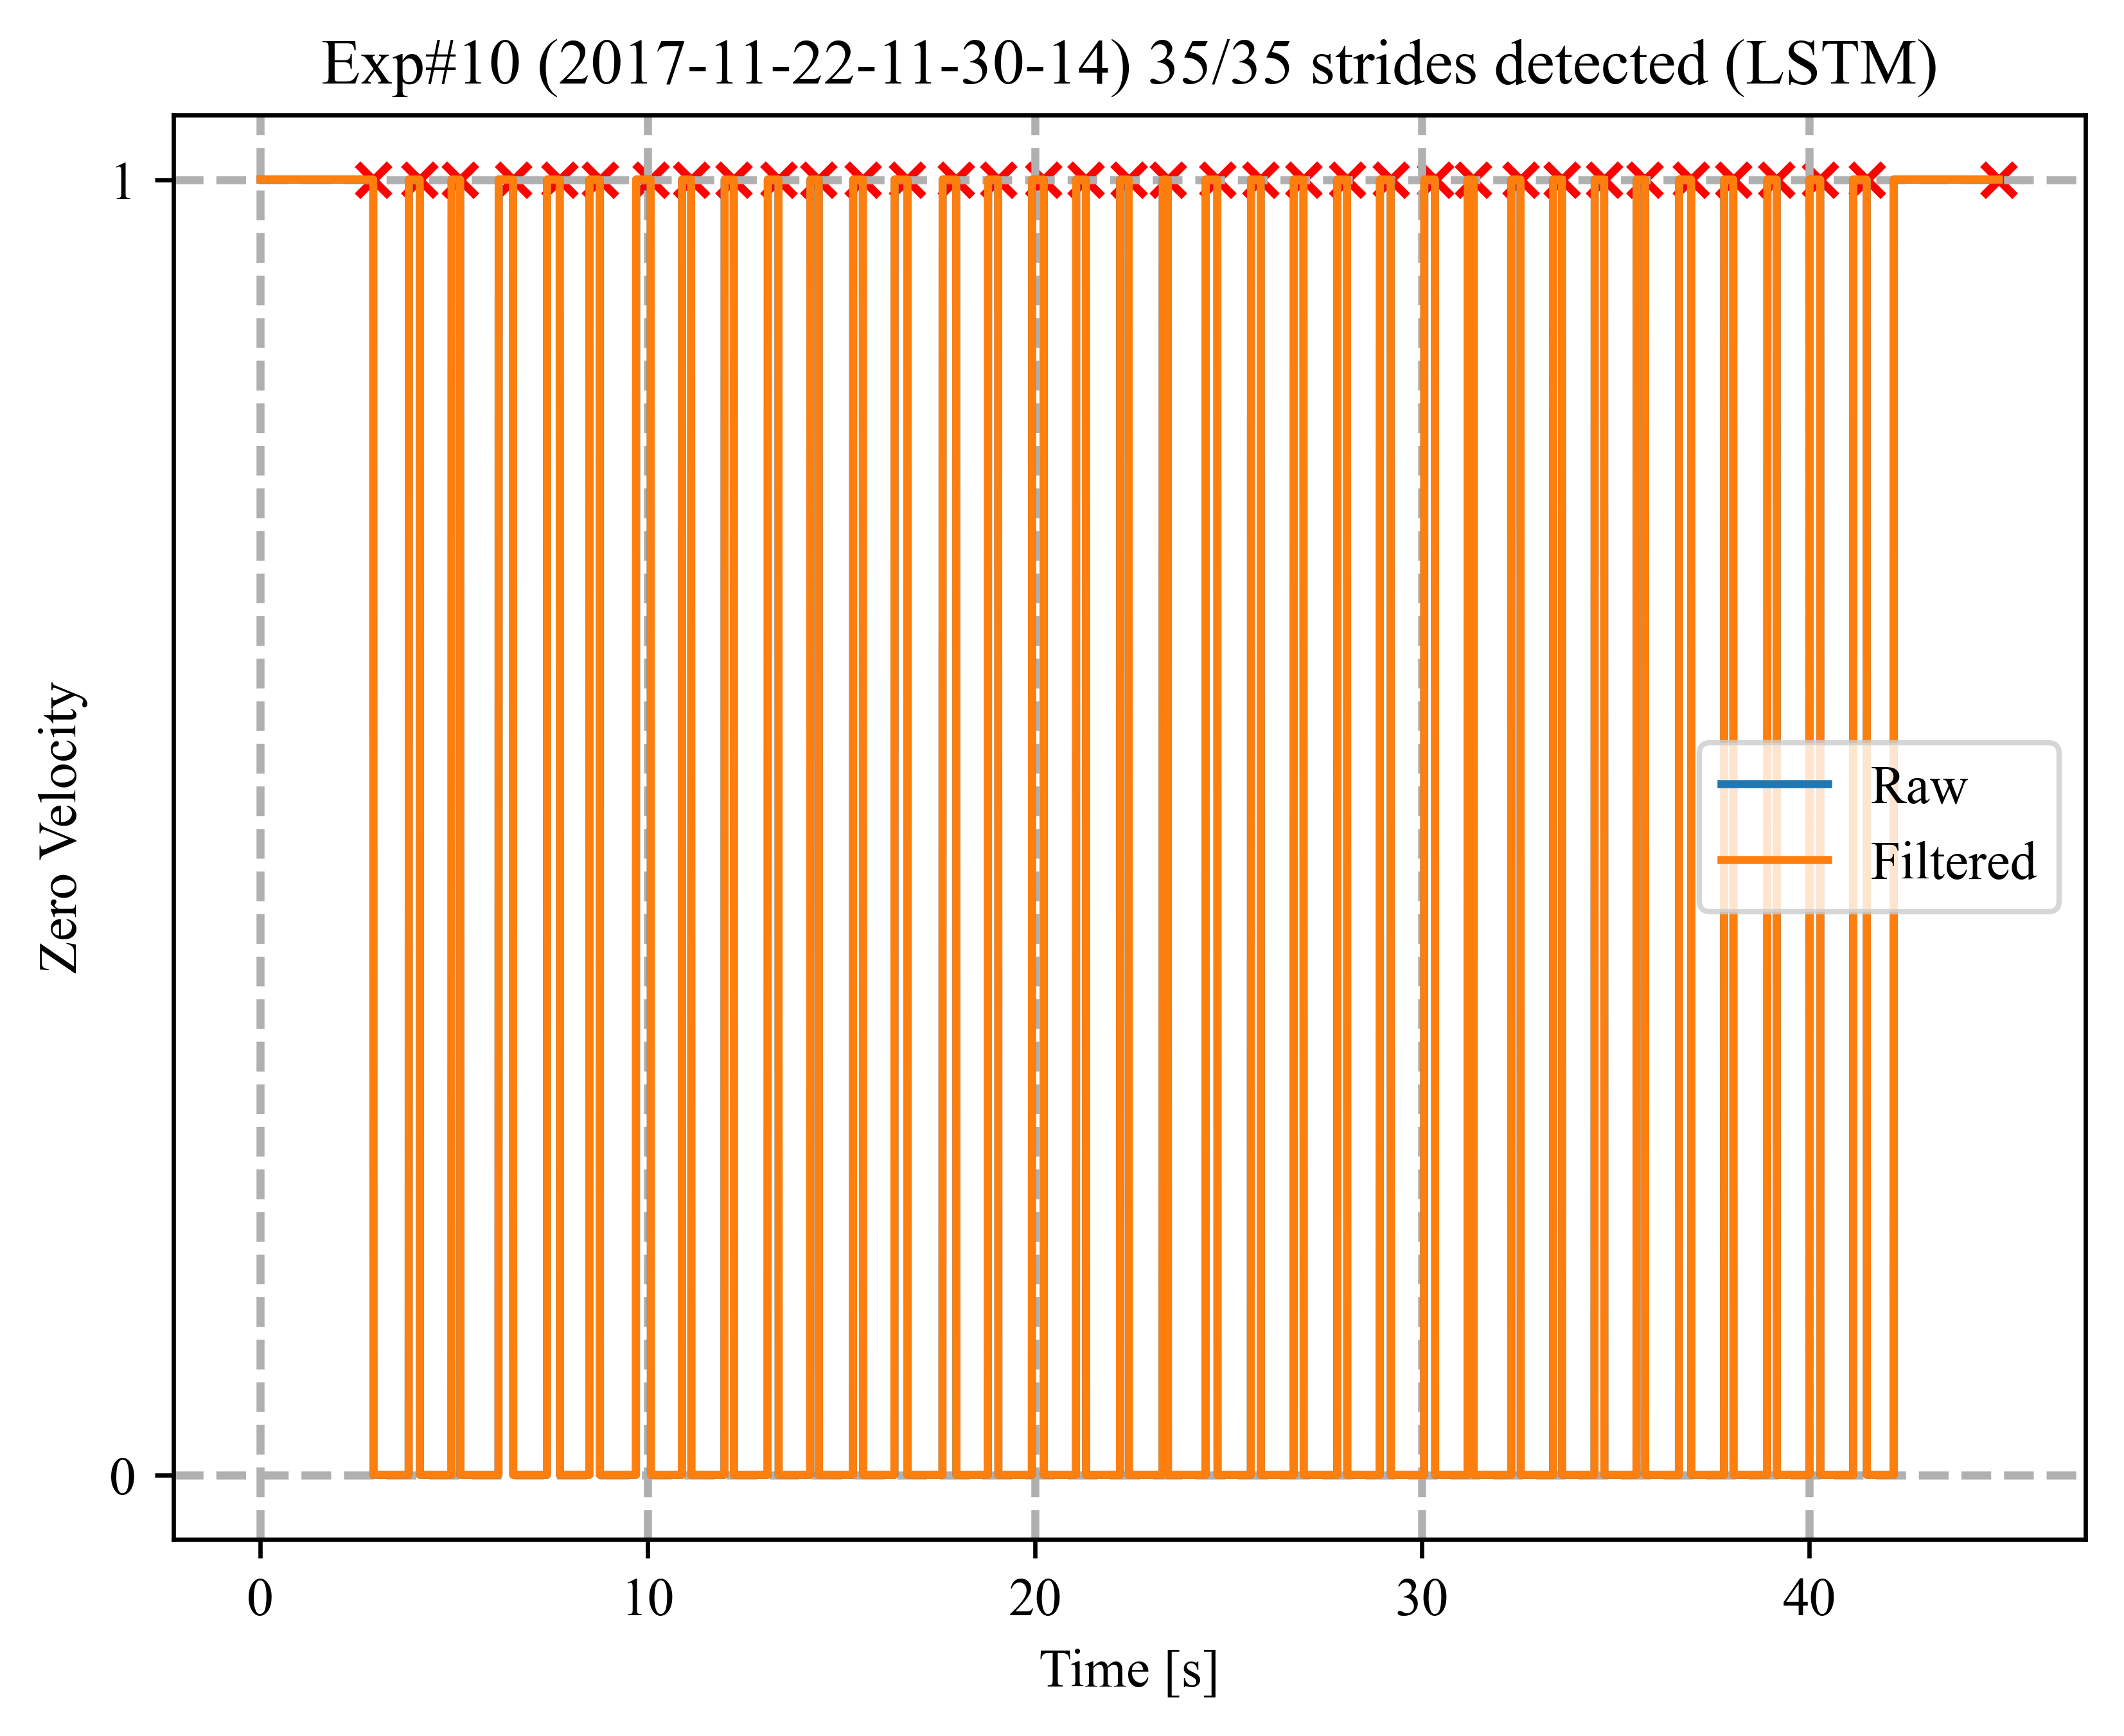 Exp#10 (2017-11-22-11-30-14) 35/35 strides detected (LSTM)
1
Zero Velocity
Raw
Filtered
0
0 10 20 30 40
Time [s]